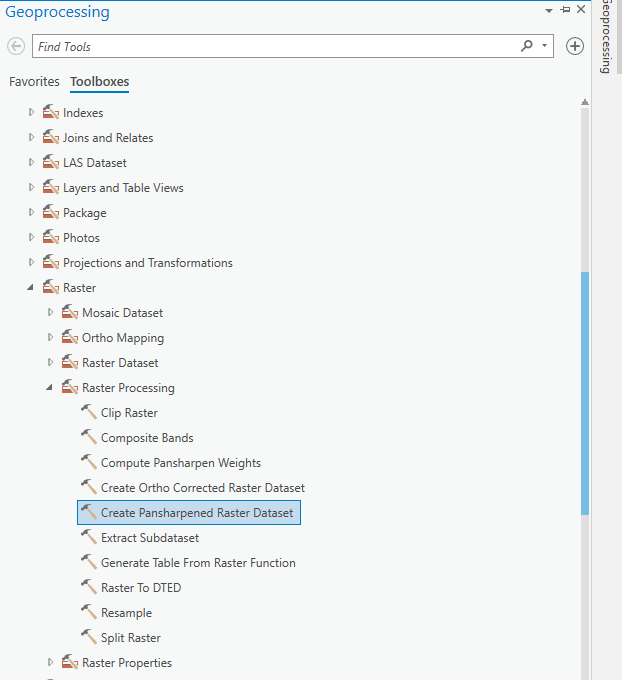 Geoprocessing
Geoprocessing
Find Tools
Favorites Toolboxes
Indexes
Joins and Relates
LAS Dataset
Layers and Table Views
Package
Photos
Projections and Transformations
Raster
Mosaic Dataset
Ortho Mapping
Raster Dataset
Raster Processing
Clip Raster
Composite Bands
Compute Pansharpen Weights
Create Ortho Corrected Raster Dataset
Create Pansharpened Raster Dataset
Extract Subdataset
Generate Table From Raster Function
Raster To DTED
Resample
Split Raster
Raster Properties